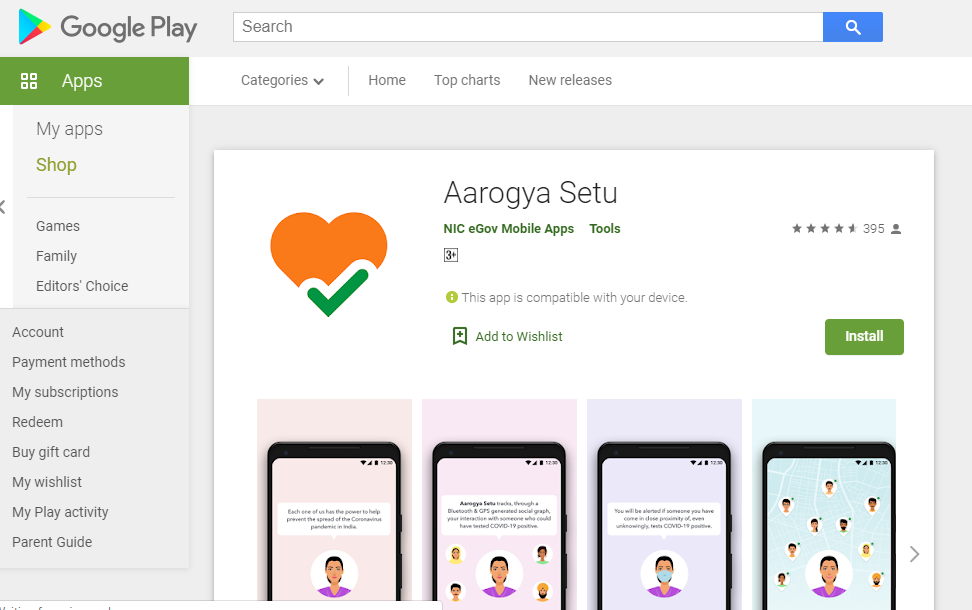 Google Play
Search
Apps
Categories
Home
Top charts
New releases
My apps
Shop
Games
Family
Editors' Choice
Account
Payment methods
My subscriptions
Redeem
Buy gift card
My wishlist
My Play activity
Parent Guide
Aarogya Setu
NIC eGov Mobile Apps Tools
395
3+
This app is compatible with your device.
Add to Wishlist
Install
12:30
Each one of us has the power to help
prevent the spread of the Coronavirus
pandemic in India.
12:30
Aarogya Setu tracks, through a
Bluetooth & GPS generated social graph,
your interaction with someone who could
have tested COVID-19 positive.
12:30
You will be alerted if someone you have
come in close proximity of, even
unknowingly, tests COVID-19 positive.
12:30